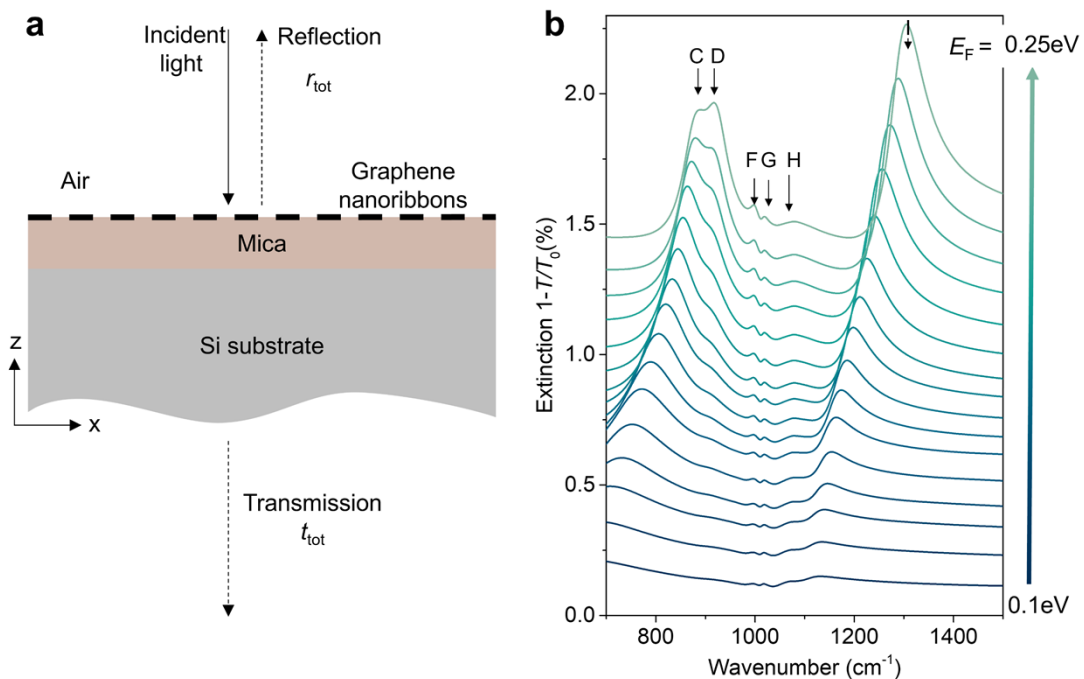 a
Incident
light
Reflection
r_tot
Air
Graphene
nanoribbons
Mica
Si substrate
z
x
Transmission
t_tot
b
C D
F G H
I
E_F = 0.25eV
0.1eV
Extinction 1-T/T_0(%)
2.0
1.5
1.0
0.5
0.0
800 1000 1200 1400
Wavenumber (cm⁻¹)